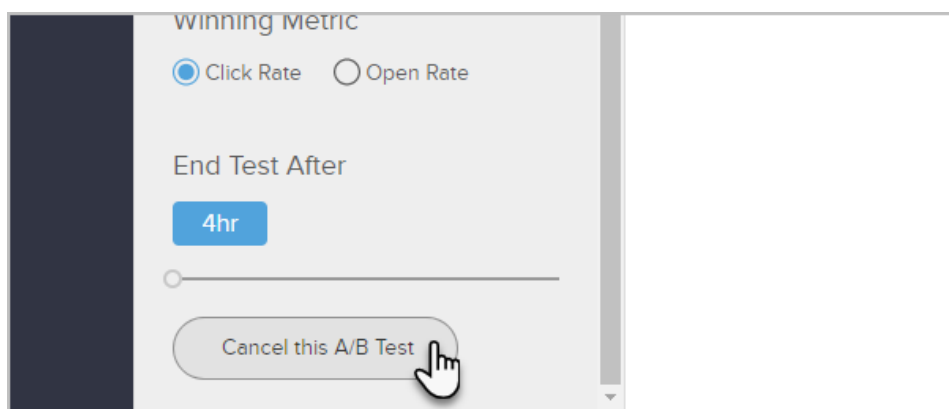 Winning Metric
Click Rate Open Rate
End Test After
4hr
Cancel this A/B Test